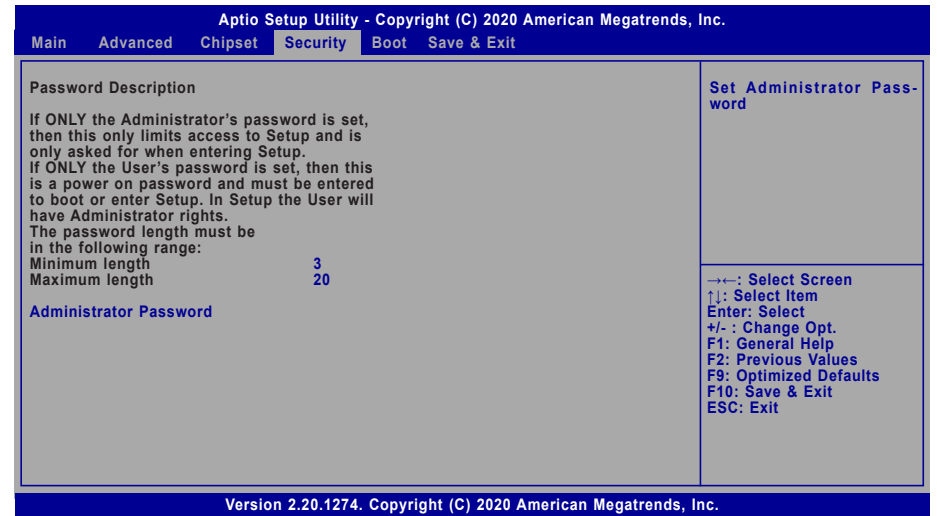 Aptio Setup Utility - Copyright (C) 2020 American Megatrends, Inc.
Main Advanced Chipset Security Boot Save & Exit
Password Description
If ONLY the Administrator's password is set,
then this only limits access to Setup and is
only asked for when entering Setup.
If ONLY the User's password is set, then this
is a power on password and must be entered
to boot or enter Setup. In Setup the User will
have Administrator rights.
The password length must be
in the following range:
Minimum length 3
Maximum length 20
Administrator Password
Set Administrator Pass-
word
→←: Select Screen
↑↓: Select Item
Enter: Select
+/- : Change Opt.
F1: General Help
F2: Previous Values
F9: Optimized Defaults
F10: Save & Exit
ESC: Exit
Version 2.20.1274. Copyright (C) 2020 American Megatrends, Inc.